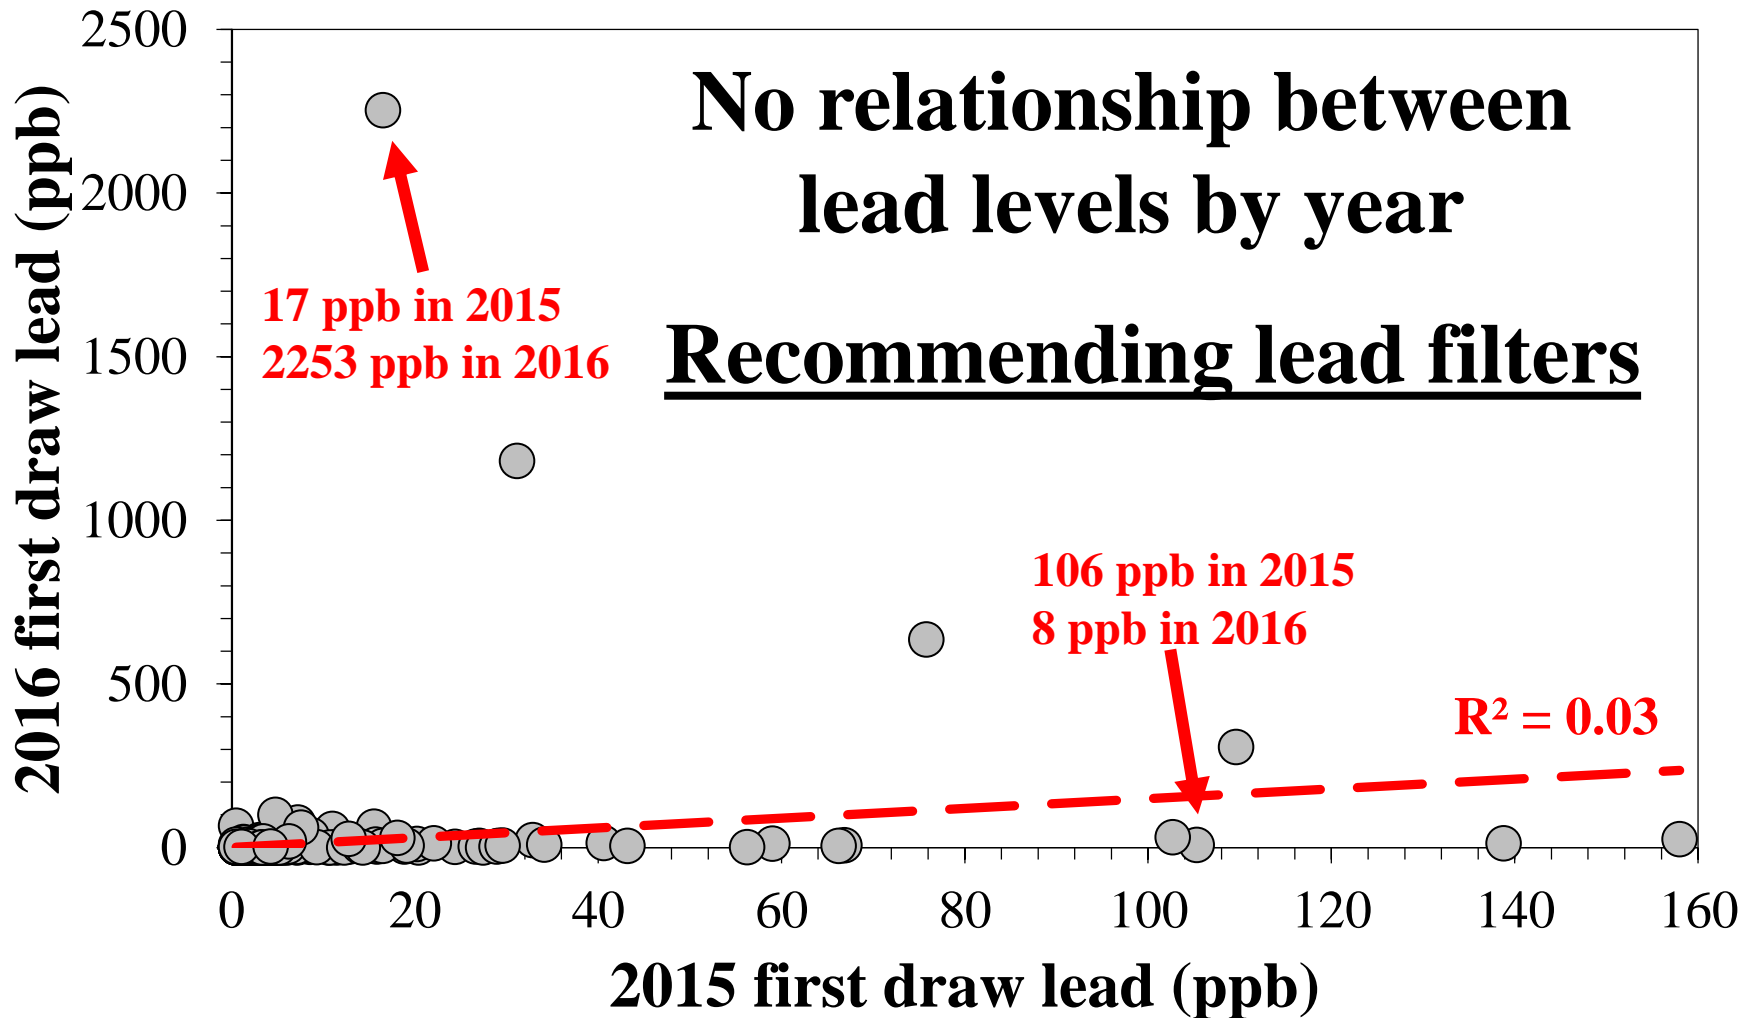 2016 first draw lead (ppb)
2500
2000
1500
1000
500
0
No relationship between
lead levels by year
Recommending lead filters
17 ppb in 2015
2253 ppb in 2016
106 ppb in 2015
8 ppb in 2016
R² = 0.03
0 20 40 60 80 100 120 140 160
2015 first draw lead (ppb)